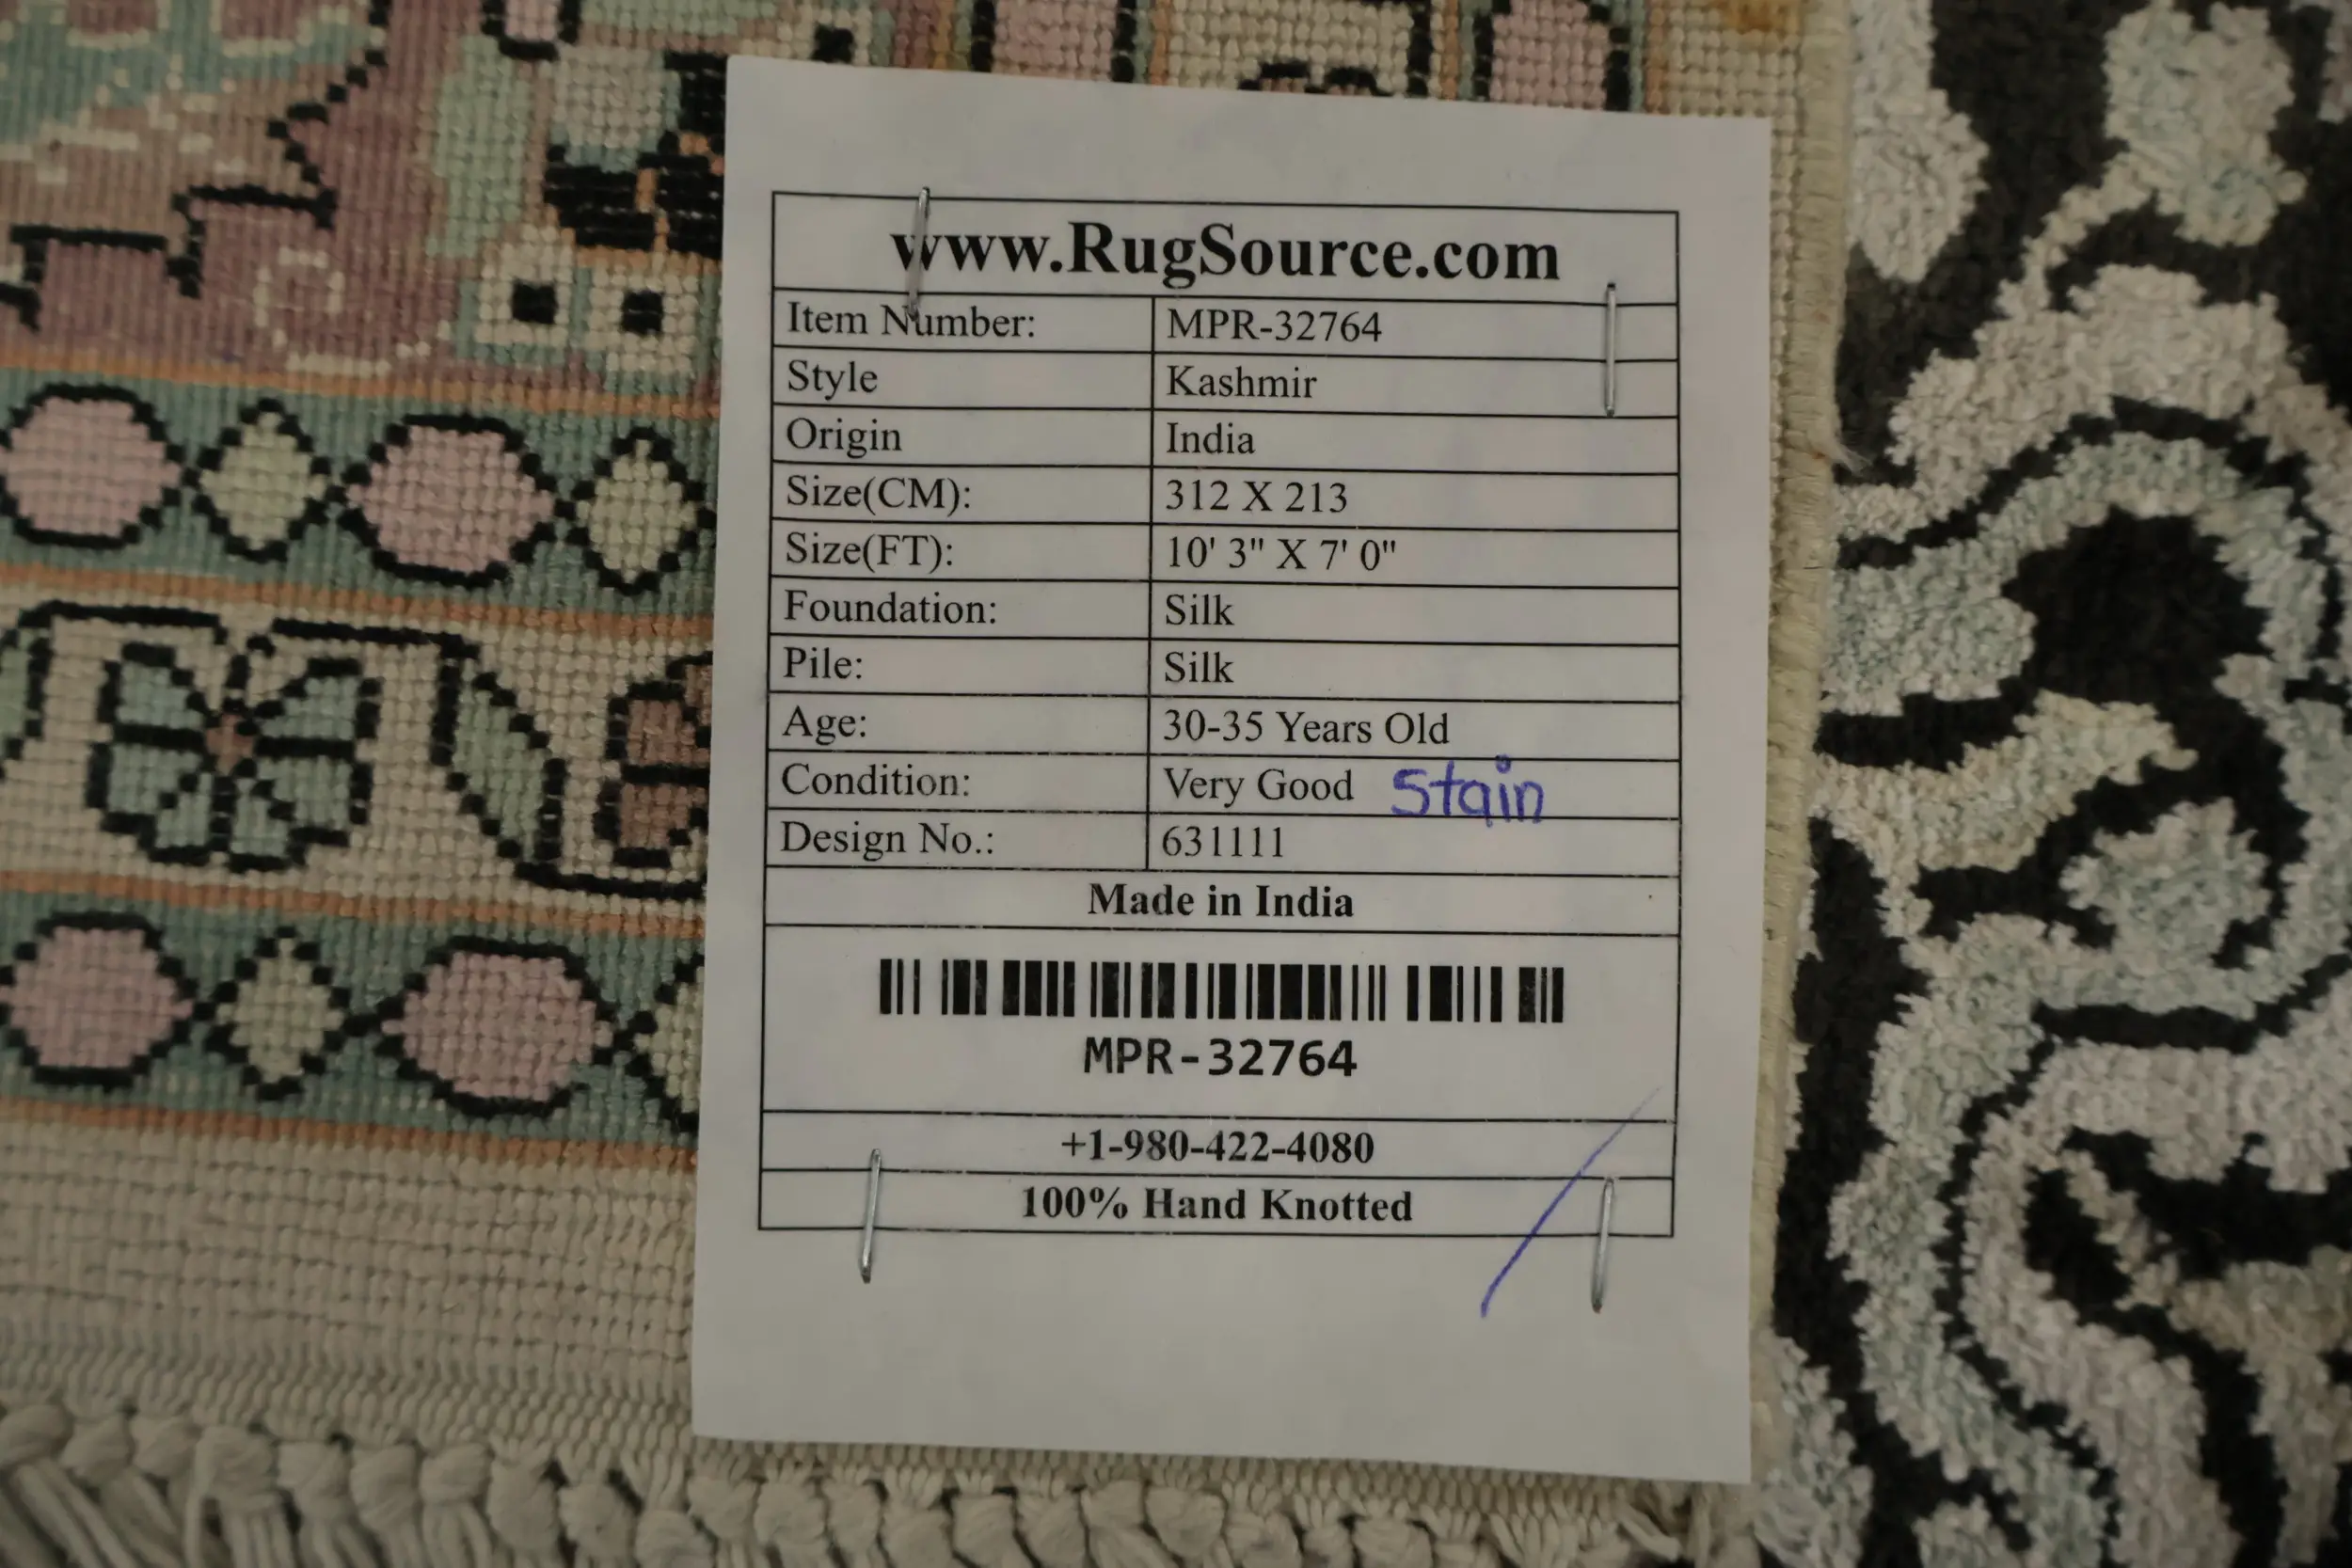 www.RugSource.com
Item Number: MPR-32764
Style Kashmir
Origin India
Size(CM): 312 X 213
Size(FT): 10' 3" X 7' 0"
Foundation: Silk
Pile: Silk
Age: 30-35 Years Old
Condition: Very Good Stain
Design No.: 631111
Made in India
MPR-32764
+1-980-422-4080
100% Hand Knotted